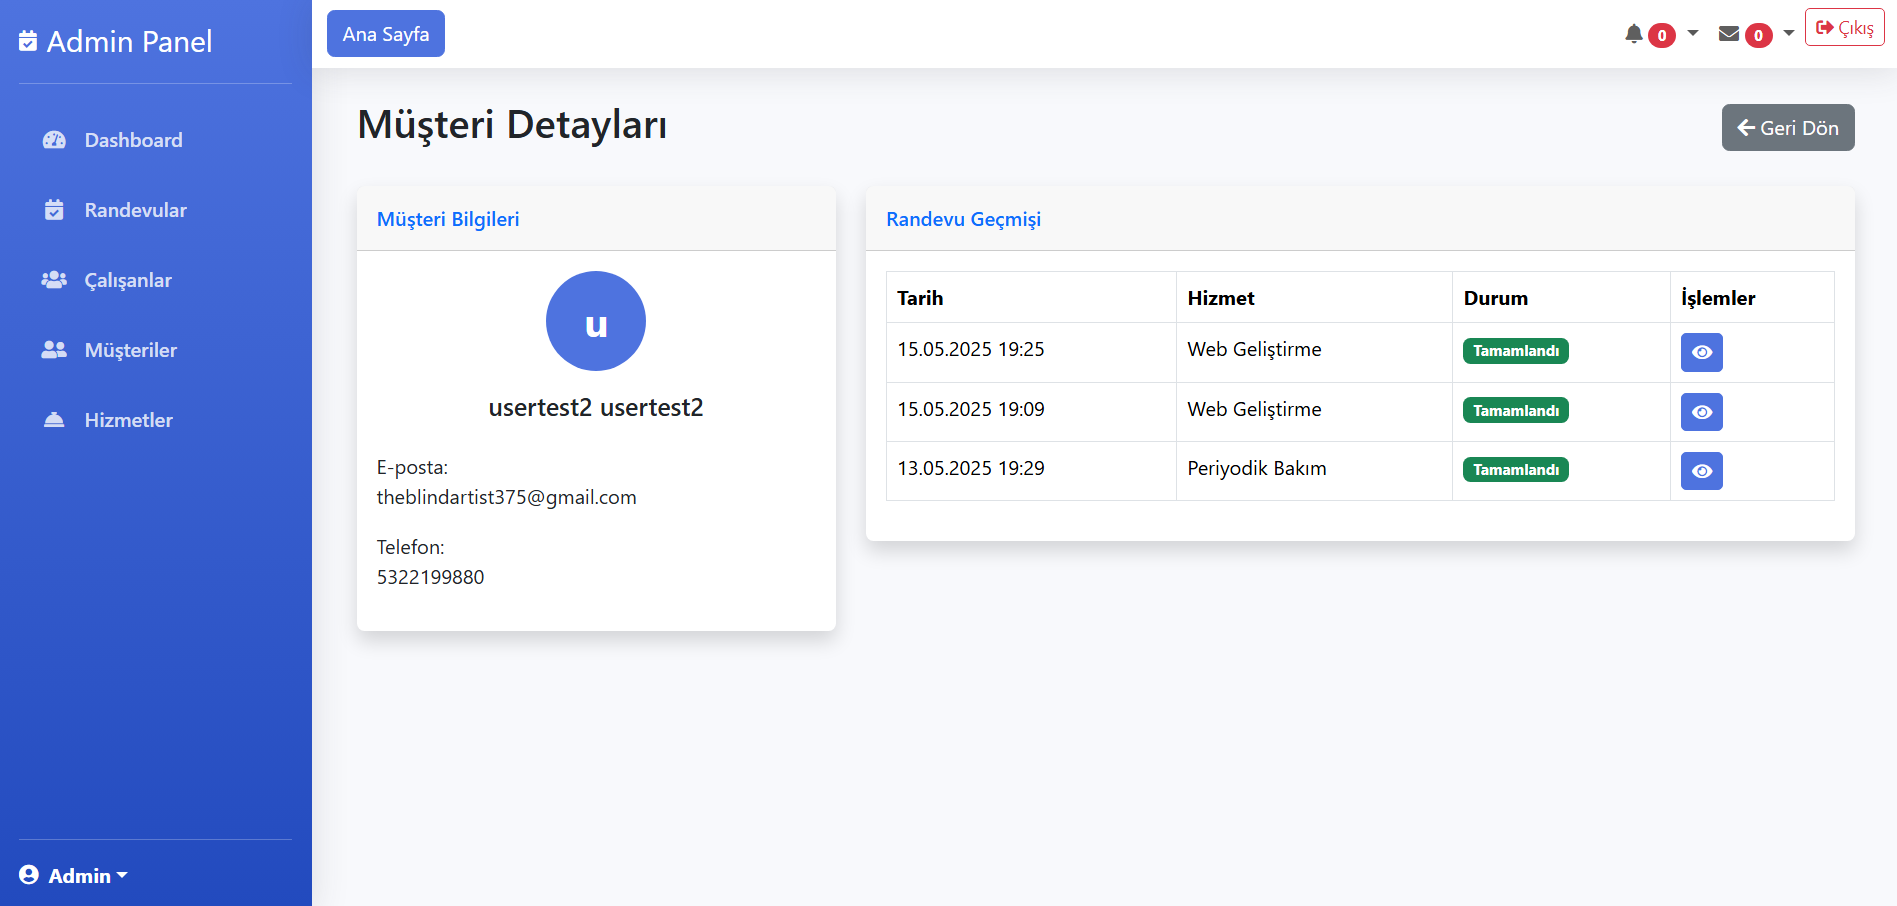 Admin Panel
Dashboard
Randevular
Çalışanlar
Müşteriler
Hizmetler
Admin
Ana Sayfa
0
0
Çıkış
Müşteri Detayları
Geri Dön
Müşteri Bilgileri
u
usertest2 usertest2
E-posta:
theblindartist375@gmail.com
Telefon:
5322199880
Randevu Geçmişi
Tarih Hizmet Durum İşlemler
15.05.2025 19:25 Web Geliştirme Tamamlandı
15.05.2025 19:09 Web Geliştirme Tamamlandı
13.05.2025 19:29 Periyodik Bakım Tamamlandı